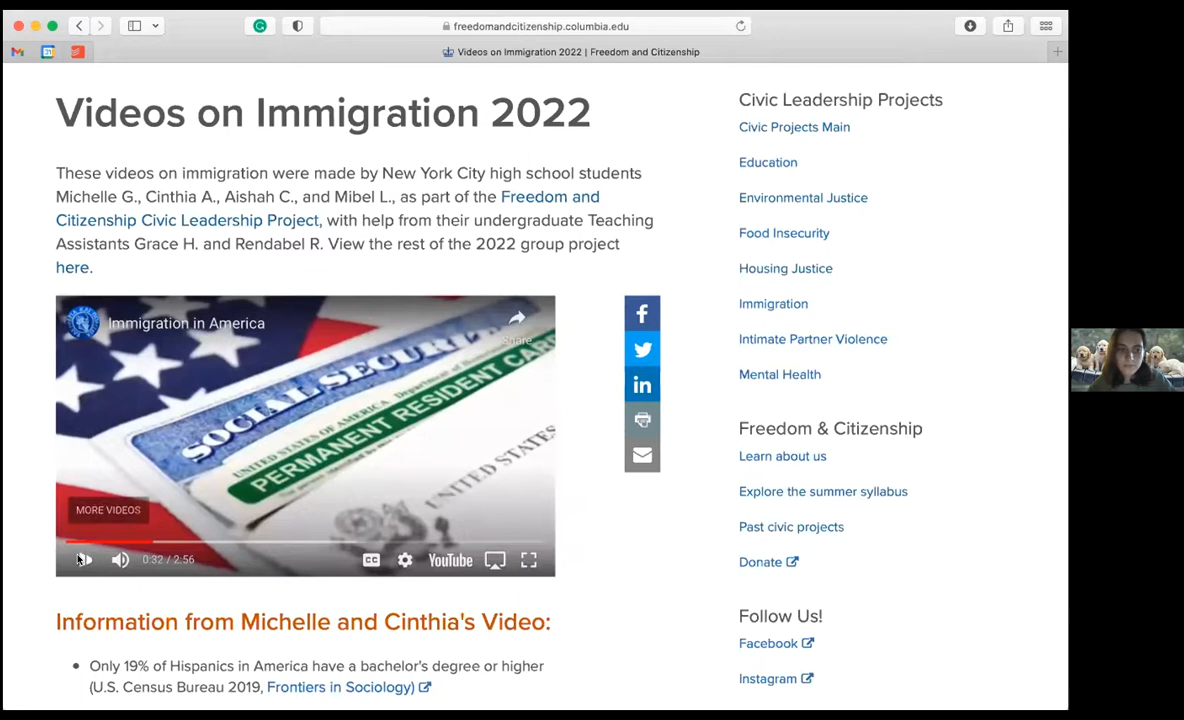 freedomandcitizenship.columbia.edu
Videos on Immigration 2022 | Freedom and Citizenship
Videos on Immigration 2022
These videos on immigration were made by New York City high school students
Michelle G., Cinthia A., Aishah C., and Mibel L., as part of the Freedom and
Citizenship Civic Leadership Project, with help from their undergraduate Teaching
Assistants Grace H. and Rendabel R. View the rest of the 2022 group project
here.
Immigration in America
Share
SOCIAL SECURITY
UNITED STATES OF AMERICA
PERMANENT RESIDENT CARD
UNITED STATES
MORE VIDEOS
0:32 / 2:56
CC
YouTube
Information from Michelle and Cinthia's Video:
• Only 19% of Hispanics in America have a bachelor's degree or higher
(U.S. Census Bureau 2019, Frontiers in Sociology)
Civic Leadership Projects
Civic Projects Main
Education
Environmental Justice
Food Insecurity
Housing Justice
Immigration
Intimate Partner Violence
Mental Health
Freedom & Citizenship
Learn about us
Explore the summer syllabus
Past civic projects
Donate
Follow Us!
Facebook
Instagram